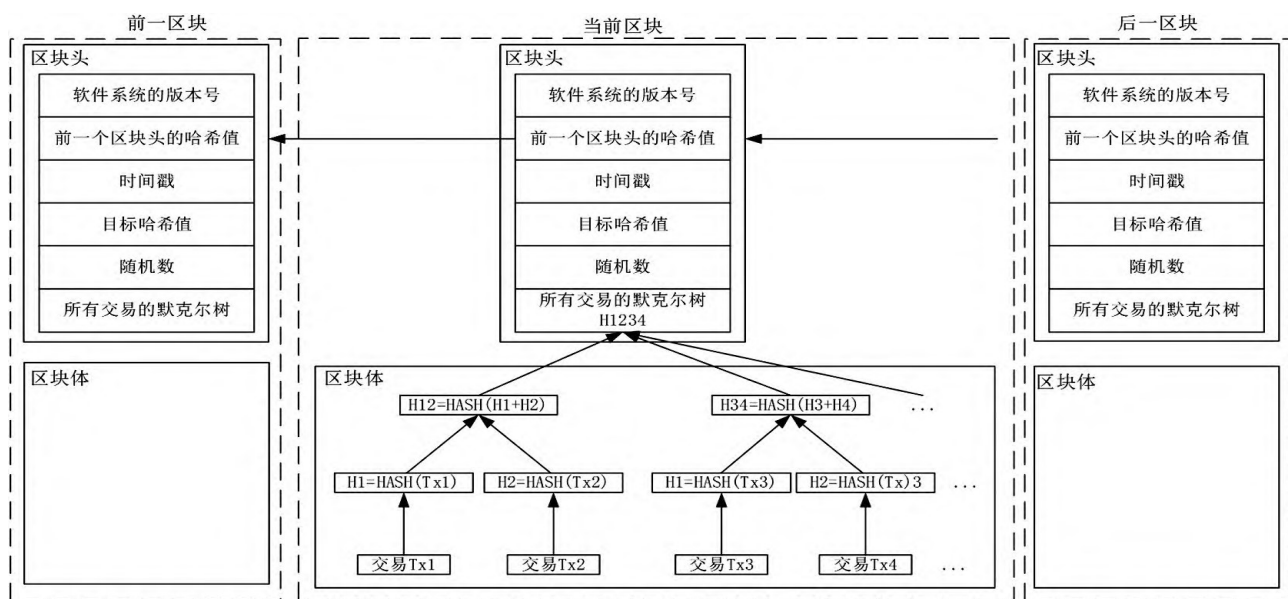 前一区块
当前区块
后一区块
区块头
软件系统的版本号
前一个区块头的哈希值
时间戳
目标哈希值
随机数
所有交易的默克尔树
区块体
区块头
软件系统的版本号
前一个区块头的哈希值
时间戳
目标哈希值
随机数
所有交易的默克尔树
H1234
区块体
H12=HASH(H1+H2)
H34=HASH(H3+H4)
...
H1=HASH(Tx1)
H2=HASH(Tx2)
H1=HASH(Tx3)
H2=HASH(Tx)3
...
交易Tx1
交易Tx2
交易Tx3
交易Tx4
...
区块头
软件系统的版本号
前一个区块头的哈希值
时间戳
目标哈希值
随机数
所有交易的默克尔树
区块体